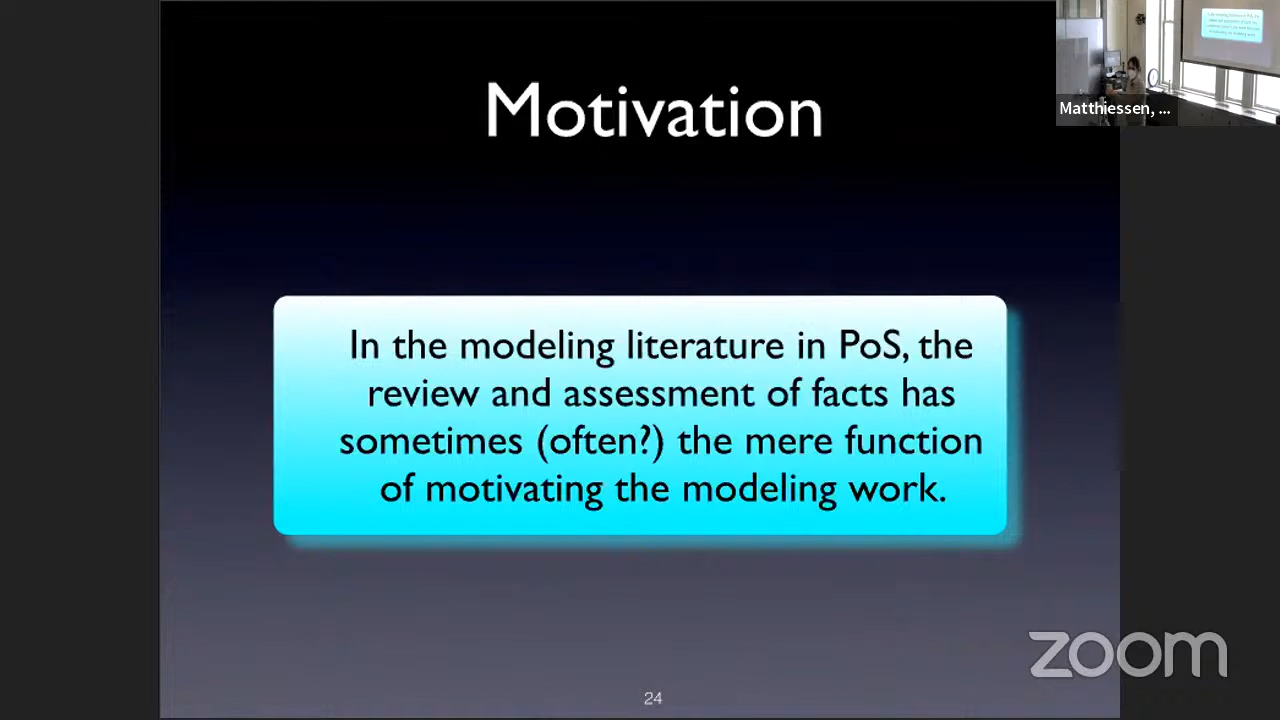 Motivation
Matthiessen, ...
In the modeling literature in PoS, the
review and assessment of facts has
sometimes (often?) the mere function
of motivating the modeling work.
zoom
24